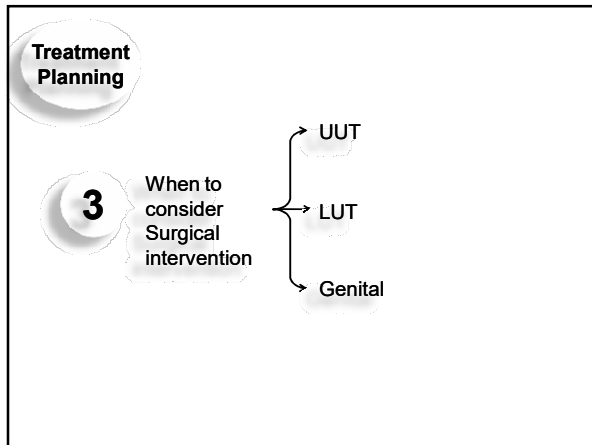 Treatment
Planning
3
When to
consider
Surgical
intervention
UUT
LUT
Genital